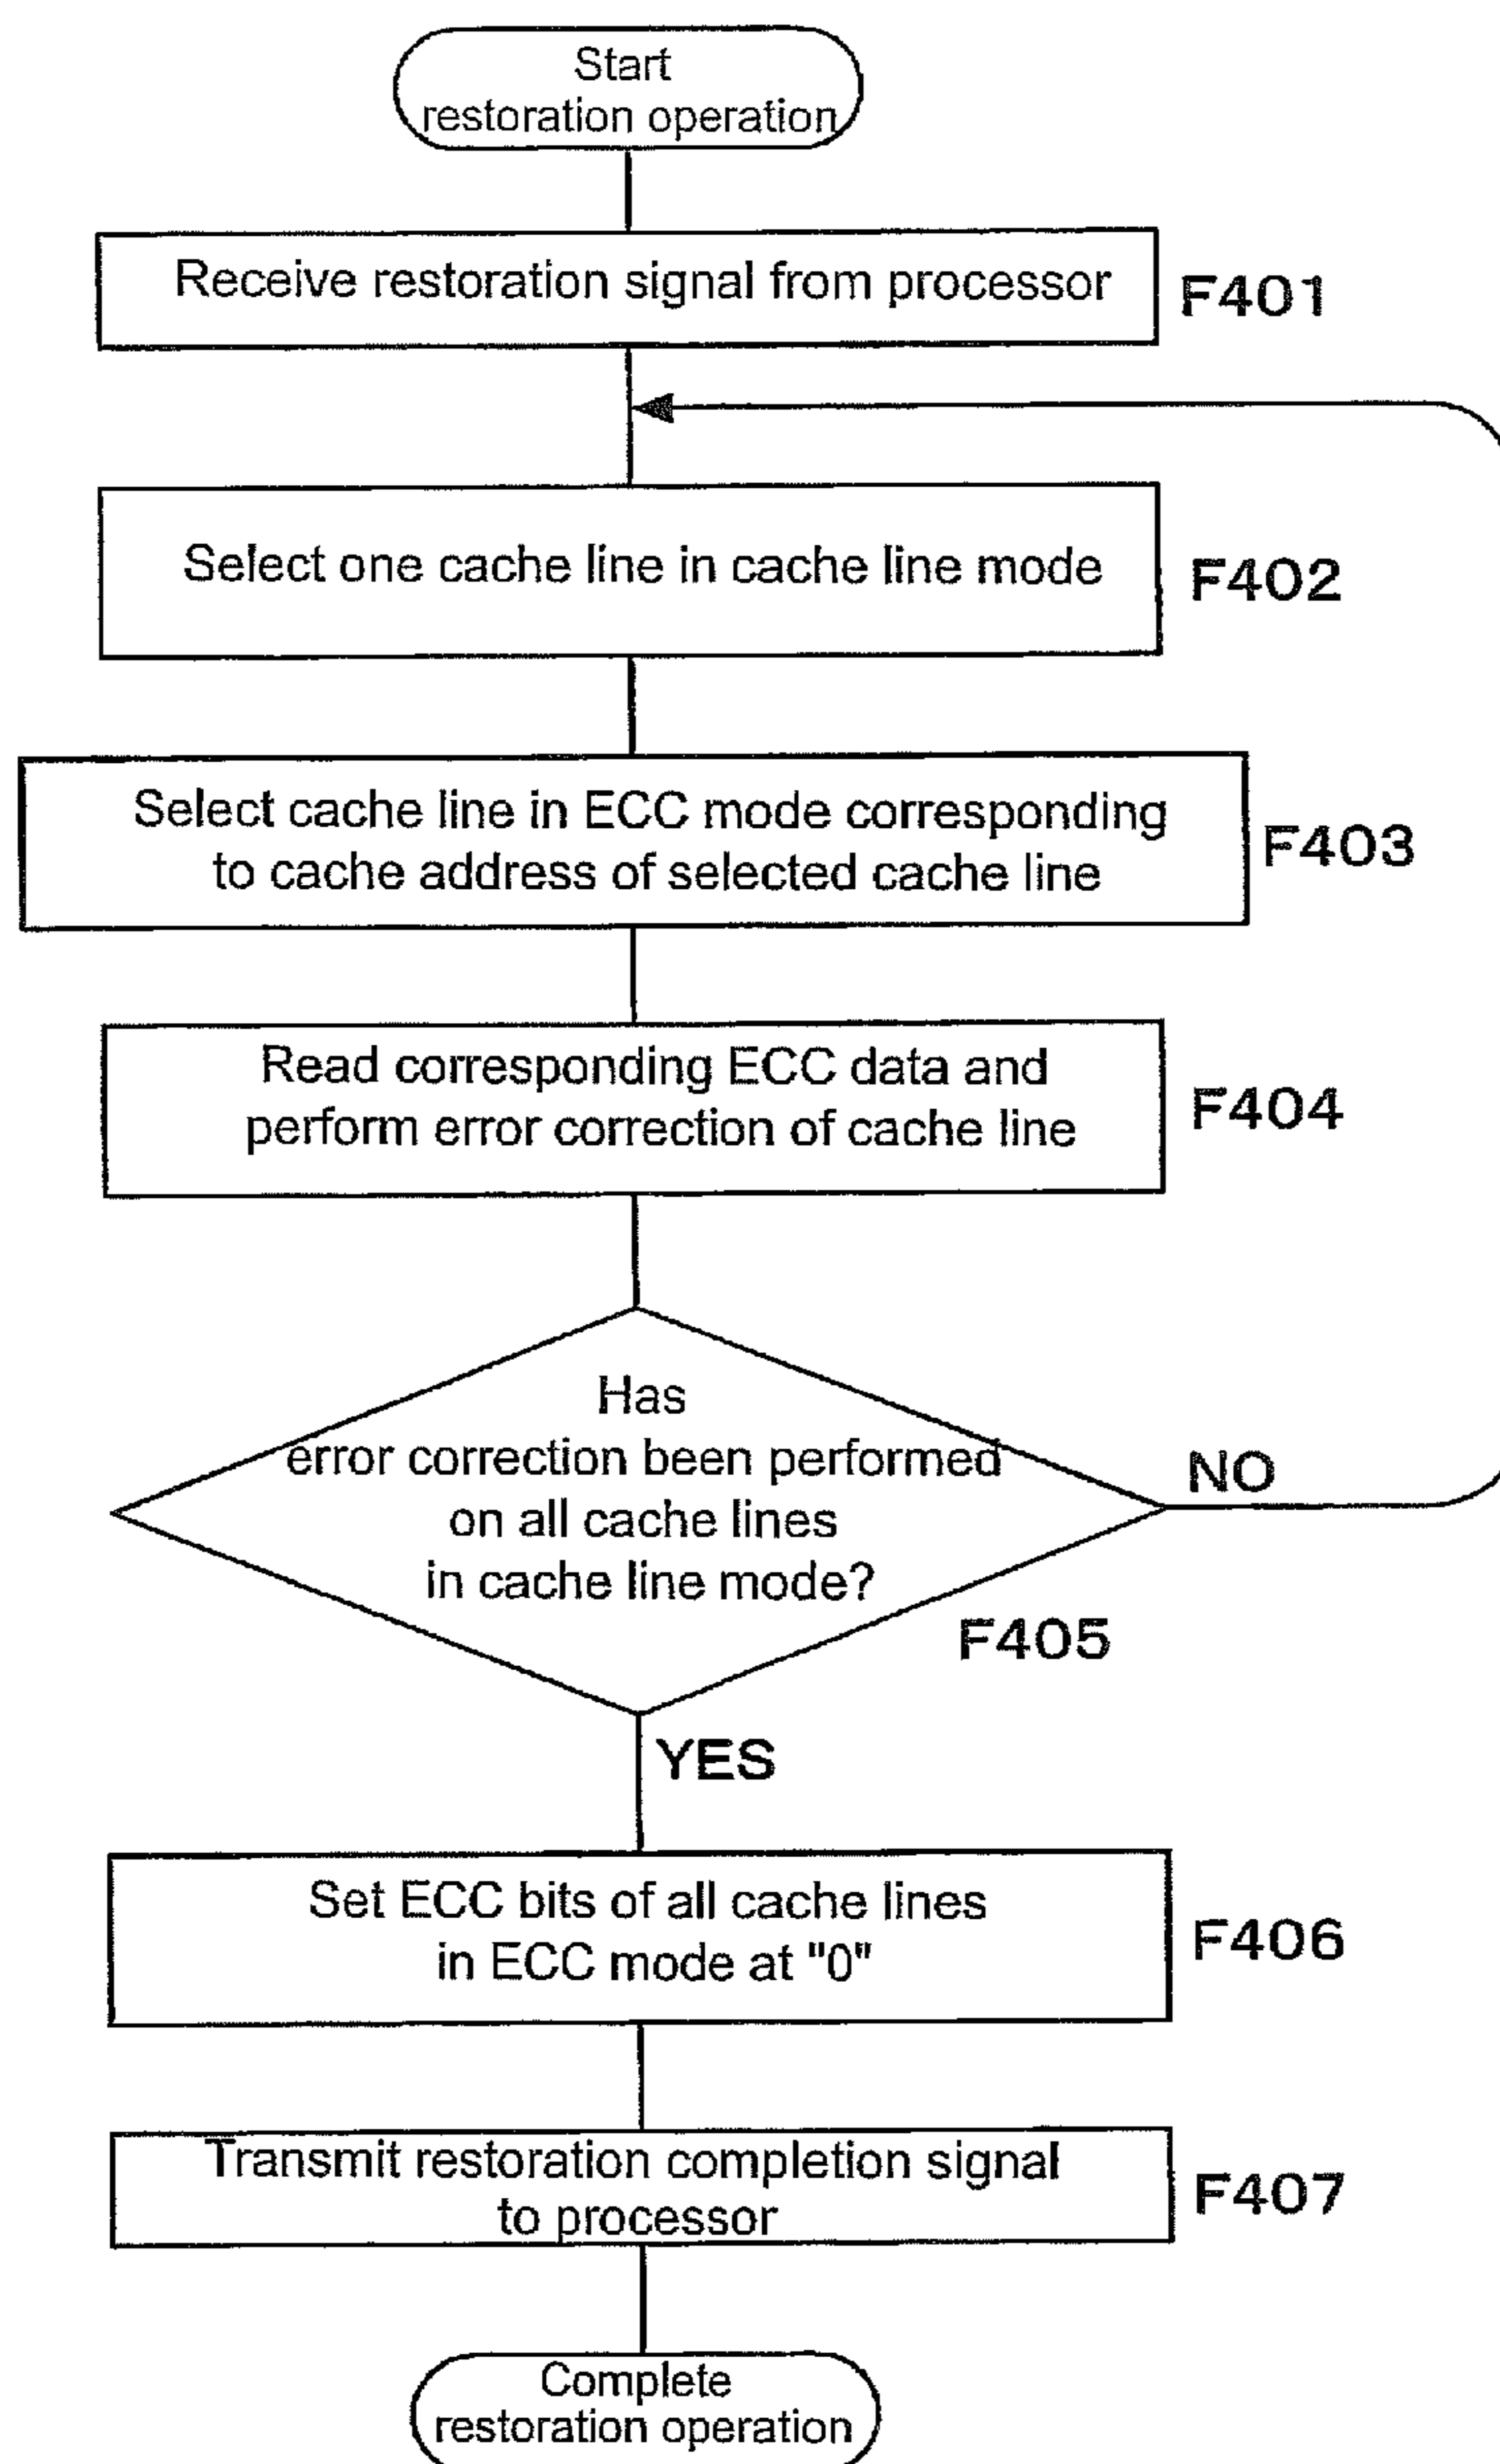 Start
restoration operation
Receive restoration signal from processor
F401
Select one cache line in cache line mode
F402
Select cache line in ECC mode corresponding
to cache address of selected cache line
F403
Read corresponding ECC data and
perform error correction of cache line
F404
Has
error correction been performed
on all cache lines
in cache line mode?
NO
F405
YES
Set ECC bits of all cache lines
in ECC mode at "0"
F406
Transmit restoration completion signal
to processor
F407
Complete
restoration operation